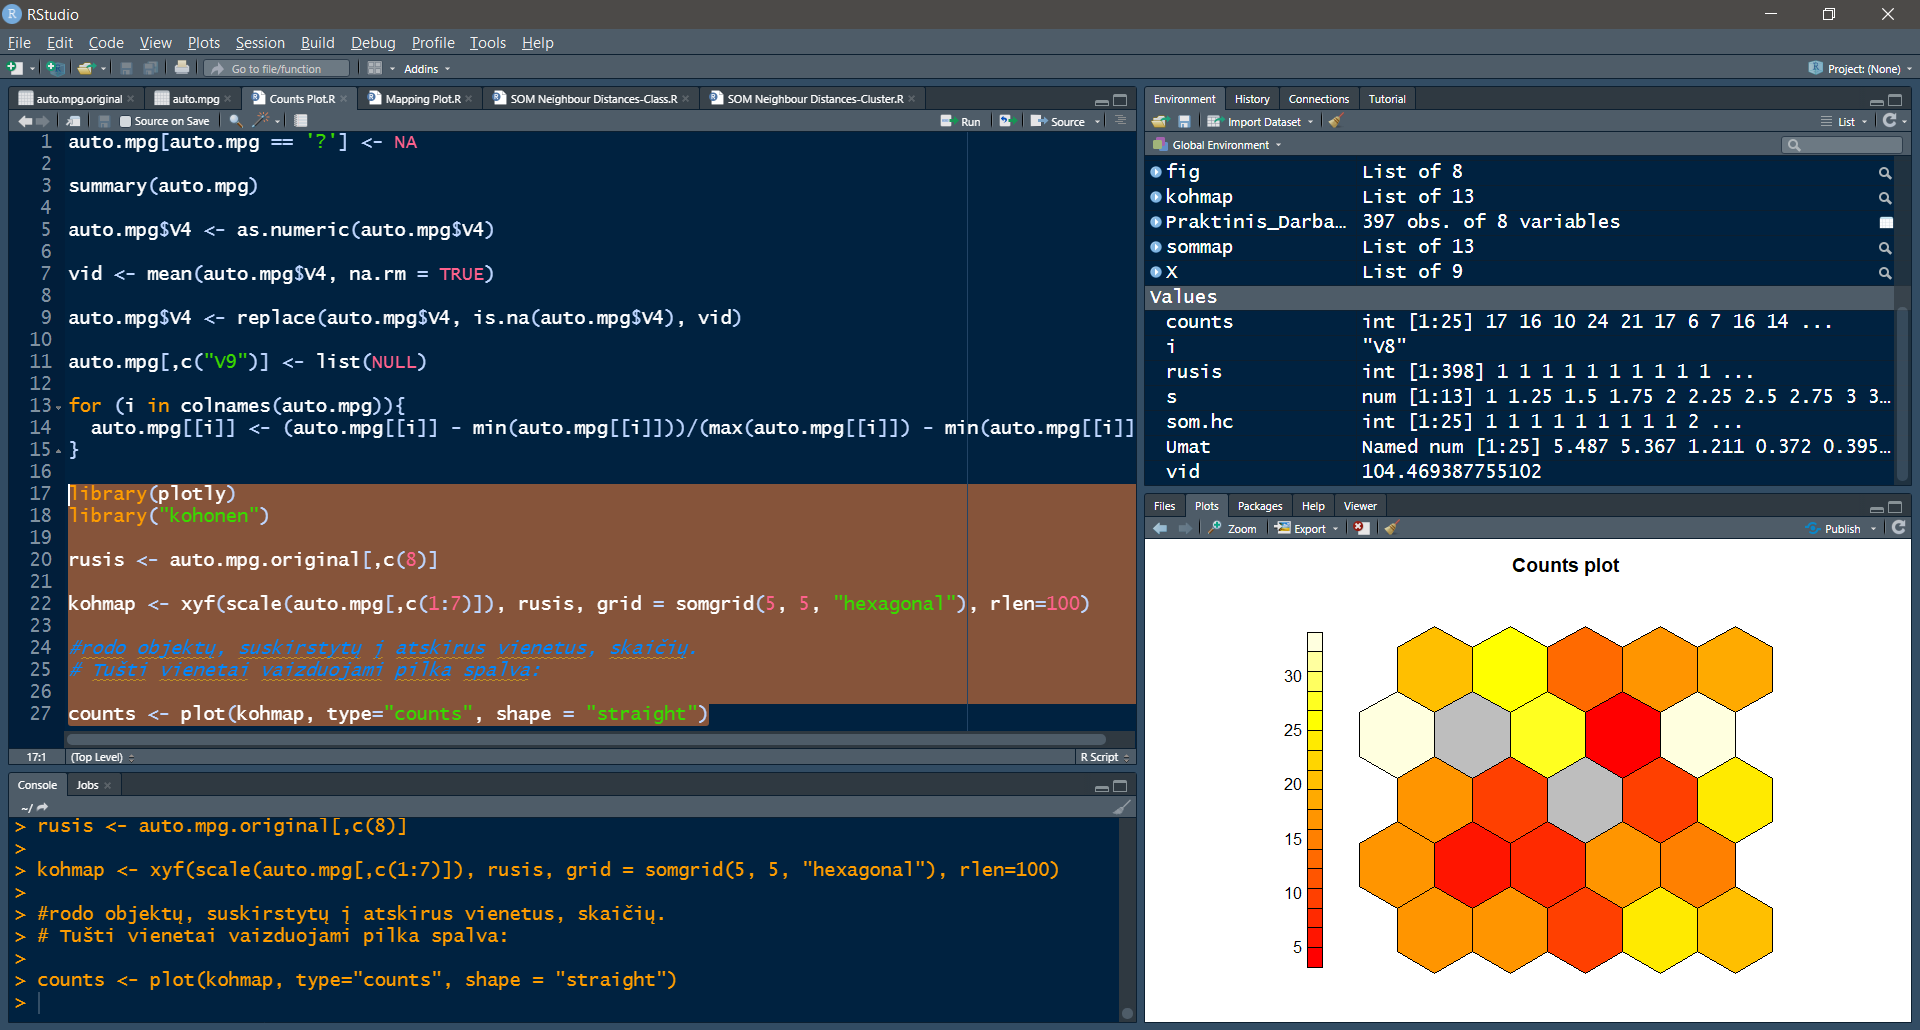 RStudio
File Edit Code View Plots Session Build Debug Profile Tools Help
Go to file/function Addins Project: (None)
auto.mpg.original auto.mpg Counts Plot.R Mapping Plot.R SOM Neighbour Distances-Class.R SOM Neighbour Distances-Cluster.R
Source on Save Run Source
1 auto.mpg[auto.mpg == '?'] <- NA
2
3 summary(auto.mpg)
4
5 auto.mpg$V4 <- as.numeric(auto.mpg$V4)
6
7 vid <- mean(auto.mpg$V4, na.rm = TRUE)
8
9 auto.mpg$V4 <- replace(auto.mpg$V4, is.na(auto.mpg$V4), vid)
10
11 auto.mpg[,c("V9")] <- list(NULL)
12
13 for (i in colnames(auto.mpg)){
14 auto.mpg[[i]] <- (auto.mpg[[i]] - min(auto.mpg[[i]]))/(max(auto.mpg[[i]]) - min(auto.mpg[[i]]
15 }
16
17 library(plotly)
18 library("kohonen")
19
20 rusis <- auto.mpg.original[,c(8)]
21
22 kohmap <- xyf(scale(auto.mpg[,c(1:7)]), rusis, grid = somgrid(5, 5, "hexagonal"), rlen=100)
23
24 #rodo objektų, suskirstytų į atskirus vienetus, skaičių.
25 # Tušti vienetai vaizduojami pilka spalva:
26
27 counts <- plot(kohmap, type="counts", shape = "straight")
17:1 (Top Level) R Script
Console Jobs
~/
> rusis <- auto.mpg.original[,c(8)]
>
> kohmap <- xyf(scale(auto.mpg[,c(1:7)]), rusis, grid = somgrid(5, 5, "hexagonal"), rlen=100)
>
> #rodo objektų, suskirstytų į atskirus vienetus, skaičių.
> # Tušti vienetai vaizduojami pilka spalva:
>
> counts <- plot(kohmap, type="counts", shape = "straight")
>
Environment History Connections Tutorial
Import Dataset List
Global Environment
fig List of 8
kohmap List of 13
Praktinis_Darba… 397 obs. of 8 variables
sommap List of 13
X List of 9
Values
counts int [1:25] 17 16 10 24 21 17 6 7 16 14 ...
i "V8"
rusis int [1:398] 1 1 1 1 1 1 1 1 1 1 ...
s num [1:13] 1 1.25 1.5 1.75 2 2.25 2.5 2.75 3 3…
som.hc int [1:25] 1 1 1 1 1 1 1 1 1 2 ...
Umat Named num [1:25] 5.487 5.367 1.211 0.372 0.395…
vid 104.469387755102
Files Plots Packages Help Viewer
Zoom Export Publish
Counts plot
30
25
20
15
10
5